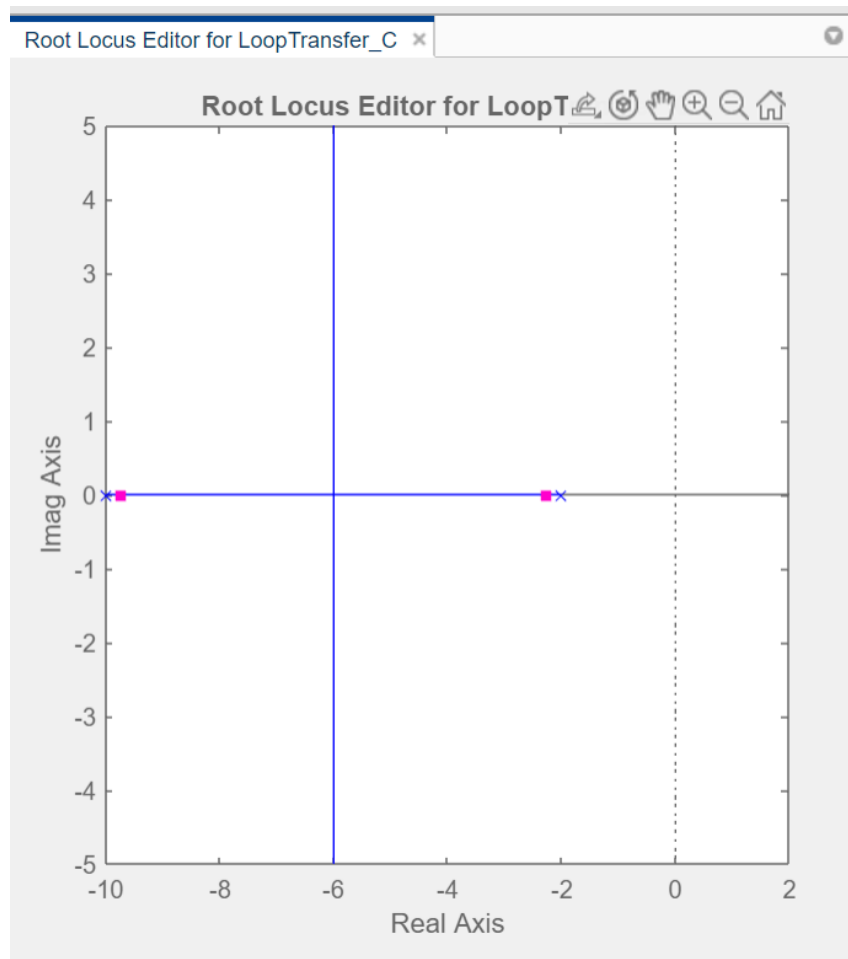 Root Locus Editor for LoopTransfer_C ×
Root Locus Editor for LoopT
5
4
3
2
1
0
-1
-2
-3
-4
-5
Imag Axis
-10 -8 -6 -4 -2 0 2
Real Axis